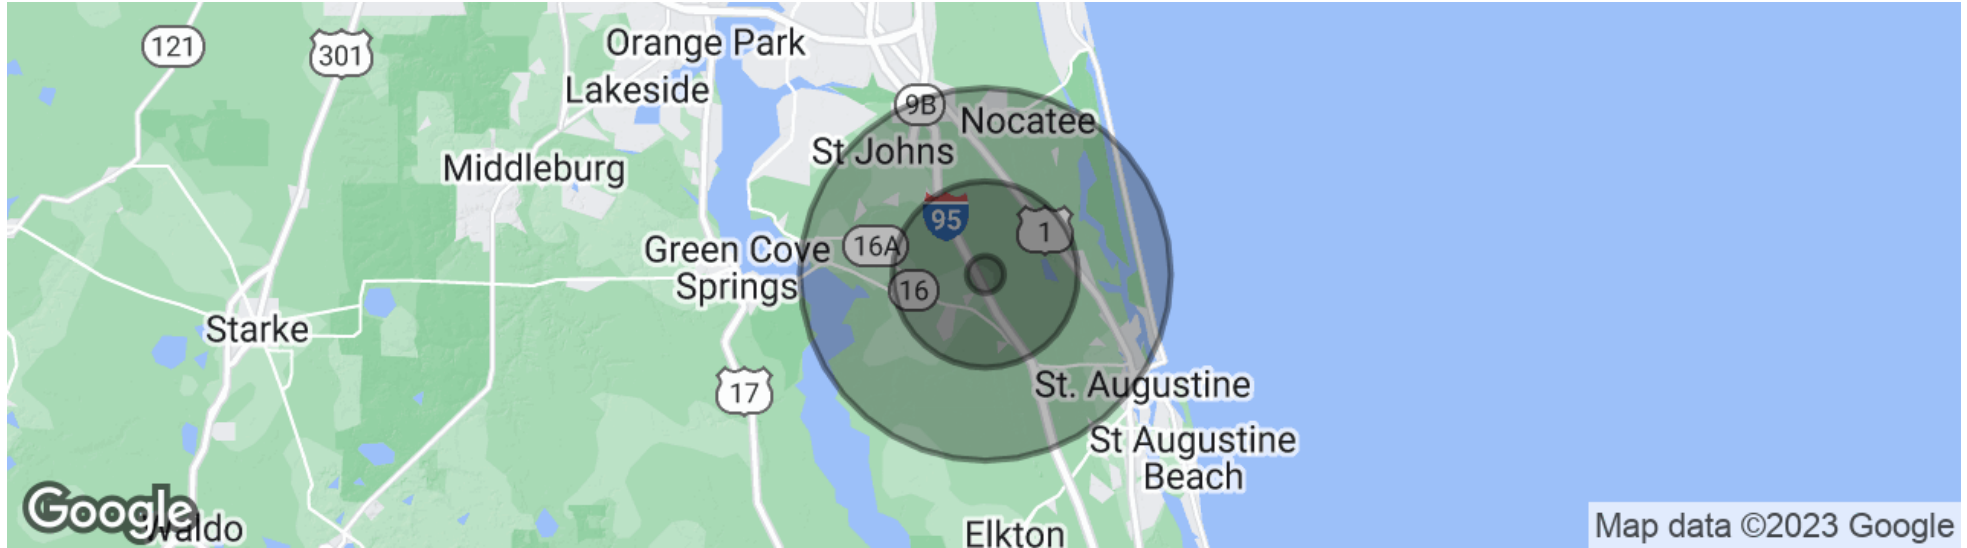 121
301
Orange Park
Lakeside
9B
Nocatee
St Johns
Middleburg
95
1
16A
Green Cove
Springs
16
Starke
17
St. Augustine
St Augustine
Beach
Google
Waldo
Elkton
Map data ©2023 Google